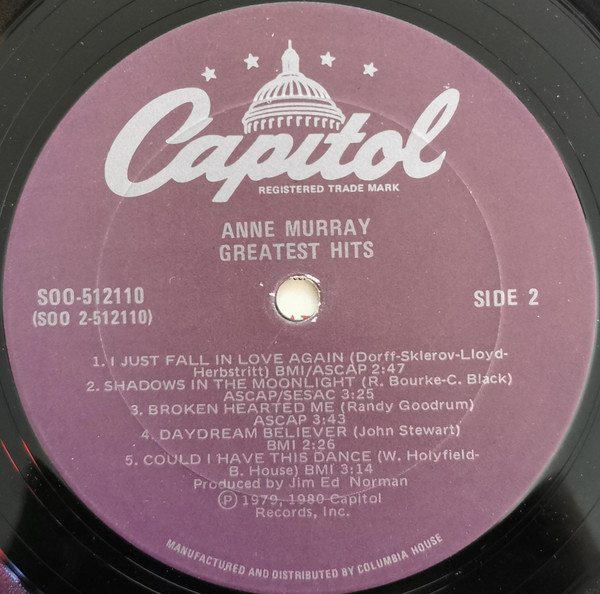 Capitol
REGISTERED TRADE MARK
ANNE MURRAY
GREATEST HITS
SOO-512110
(SOO 2-512110)
SIDE 2
1. I JUST FALL IN LOVE AGAIN (Dorff-Sklerov-Lloyd-
Herbstritt) BMI/ASCAP 2:47
2. SHADOWS IN THE MOONLIGHT (R. Bourke-C. Black)
ASCAP/SESAC 3:25
3. BROKEN HEARTED ME (Randy Goodrum)
ASCAP 3:43
4. DAYDREAM BELIEVER (John Stewart)
BMI 2:26
5. COULD I HAVE THIS DANCE (W. Holyfield-
B. House) BMI 3:14
Produced by Jim Ed Norman
Ⓟ 1979, 1980 Capitol
Records, Inc.
MANUFACTURED AND DISTRIBUTED BY COLUMBIA HOUSE